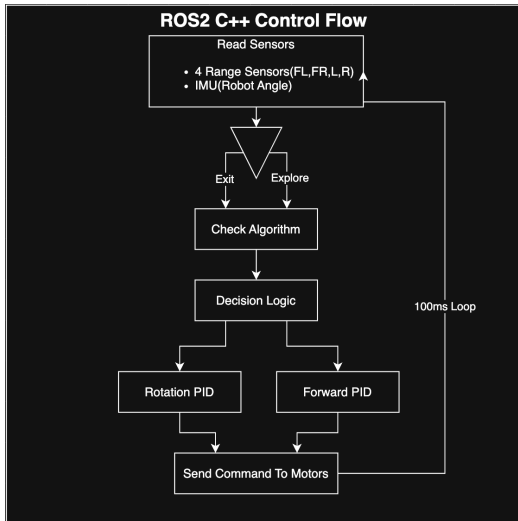 ROS2 C++ Control Flow
Read Sensors
• 4 Range Sensors(FL,FR,L,R)
• IMU(Robot Angle)
Exit
Explore
Check Algorithm
Decision Logic
100ms Loop
Rotation PID
Forward PID
Send Command To Motors